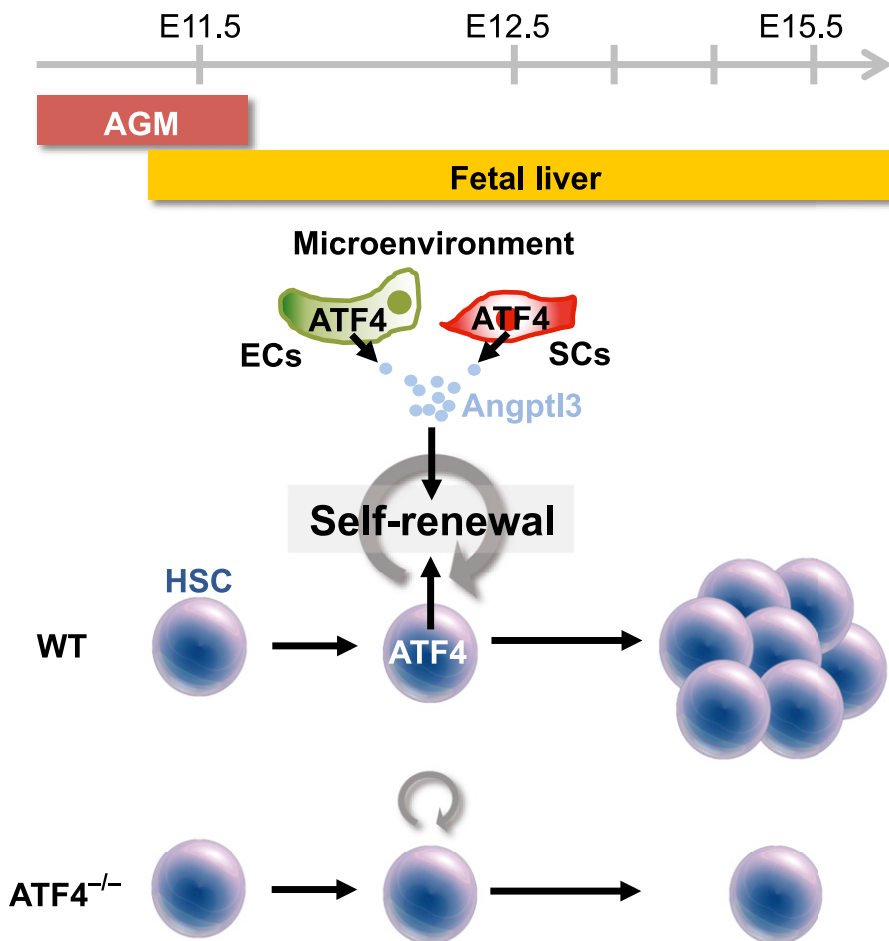 E11.5 E12.5 E15.5
AGM
Fetal liver
Microenvironment
ATF4 ATF4
ECs SCs
Angptl3
Self-renewal
HSC
WT ATF4
ATF4⁻/⁻